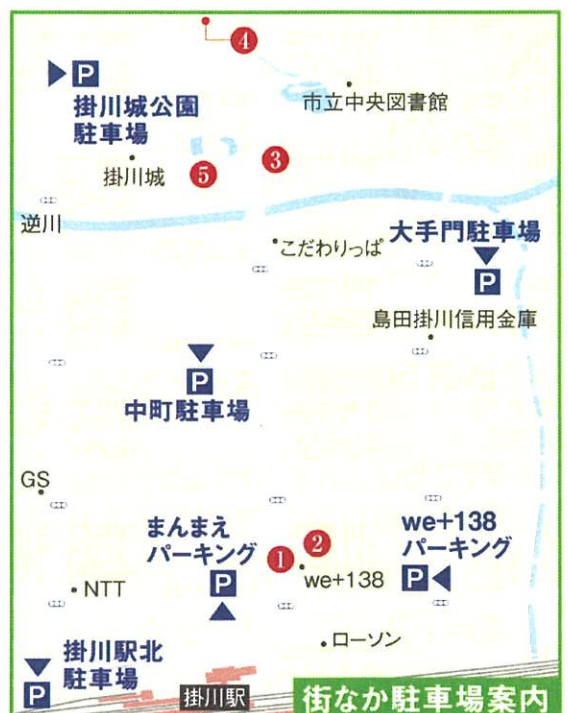 4
P
掛川城公園
駐車場
市立中央図書館
掛川城
5
3
逆川
こだわりっぱ
大手門駐車場
P
島田掛川信用金庫
P
中町駐車場
GS
まんまえ
パーキング
P
1
2
we+138
we+138
パーキング
P
NTT
ローソン
掛川駅北
駐車場
P
掛川駅
街なか駐車場案内